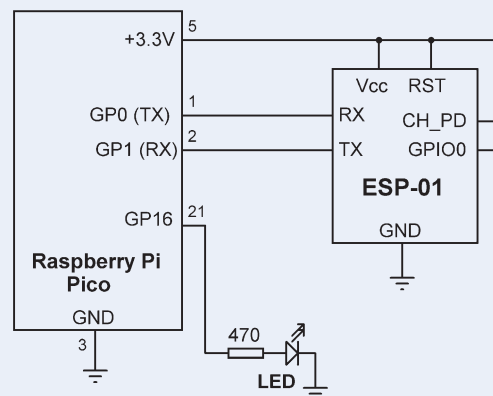 5
+3.3V
Vcc RST
1
GP0 (TX)
RX
CH_PD
2
GP1 (RX)
TX
GPIO0
ESP-01
21
GP16
GND
Raspberry Pi
Pico
GND
3
470
LED